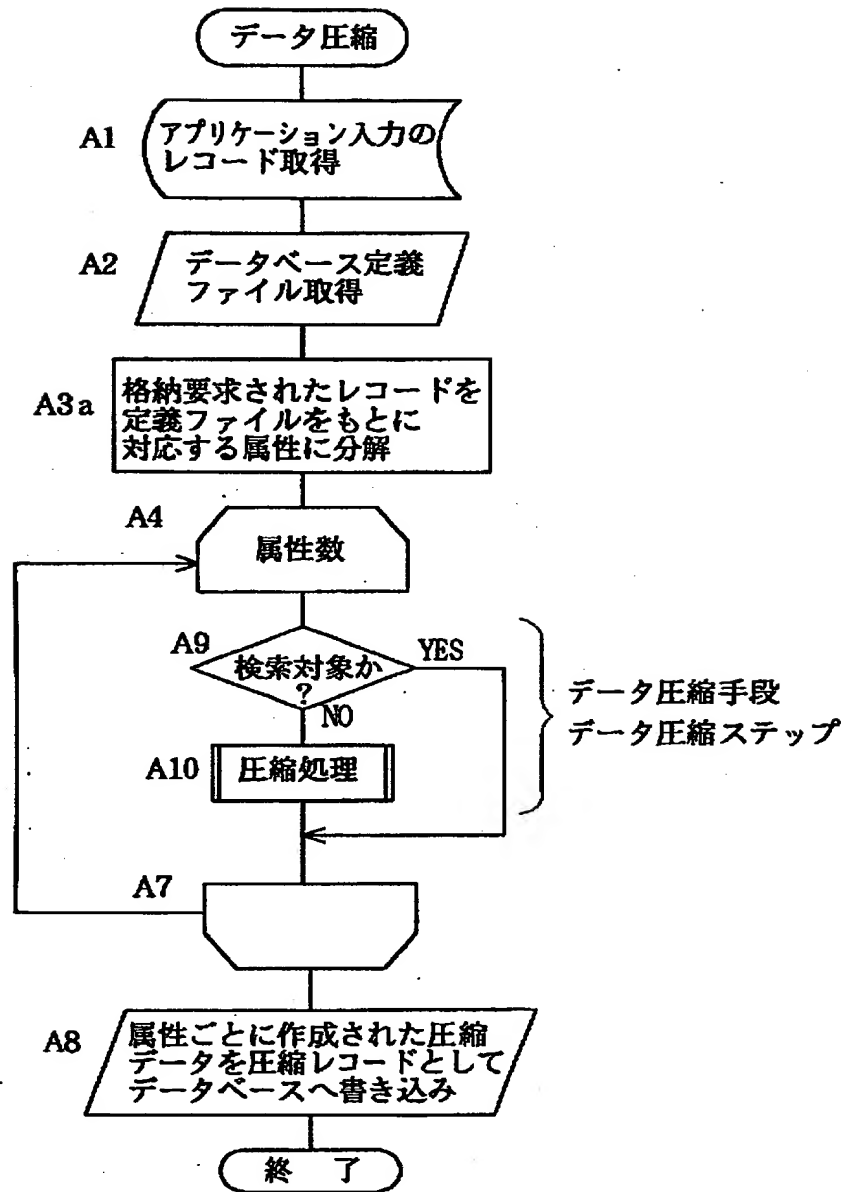 データ圧縮
A1
アプリケーション入力の
レコード取得
A2
データベース定義
ファイル取得
A3a
格納要求されたレコードを
定義ファイルをもとに
対応する属性に分解
A4
属性数
A9
検索対象か
?
YES
NO
A10
圧縮処理
データ圧縮手段
データ圧縮ステップ
A7
A8
属性ごとに作成された圧縮
データを圧縮レコードとして
データベースへ書き込み
終 了